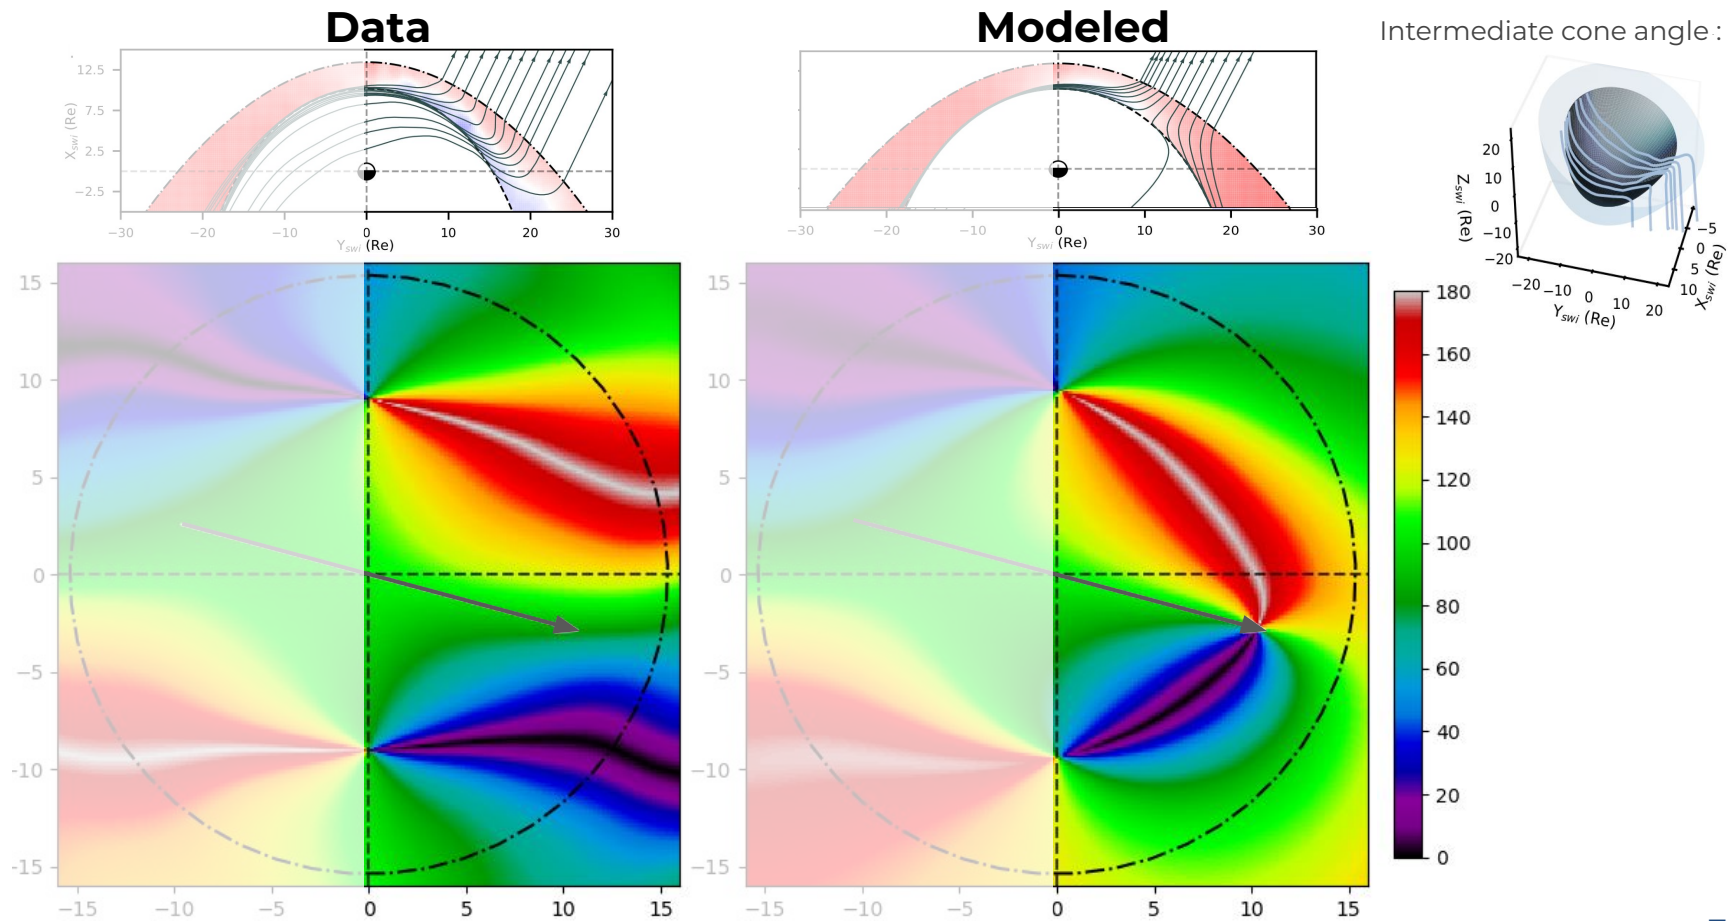 Data
Modeled
Intermediate cone angle :
12.5
7.5
2.5
−2.5
X_swi (Re)
−30 −20 −10 0 10 20 30
Y_swi (Re)
−30 −20 −10 0 10 20 30
Y_swi (Re)
20
10
0
−10
−20
Z_swi (Re)
−20 −10 0 10 20
Y_swi (Re)
−5
0
5
10
X_swi (Re)
15
10
5
0
−5
-10
−15
−15 −10 −5 0 5 10 15
15
10
5
0
−5
−10
−15
−15 −10 −5 0 5 10 15
180
160
140
120
100
80
60
40
20
0